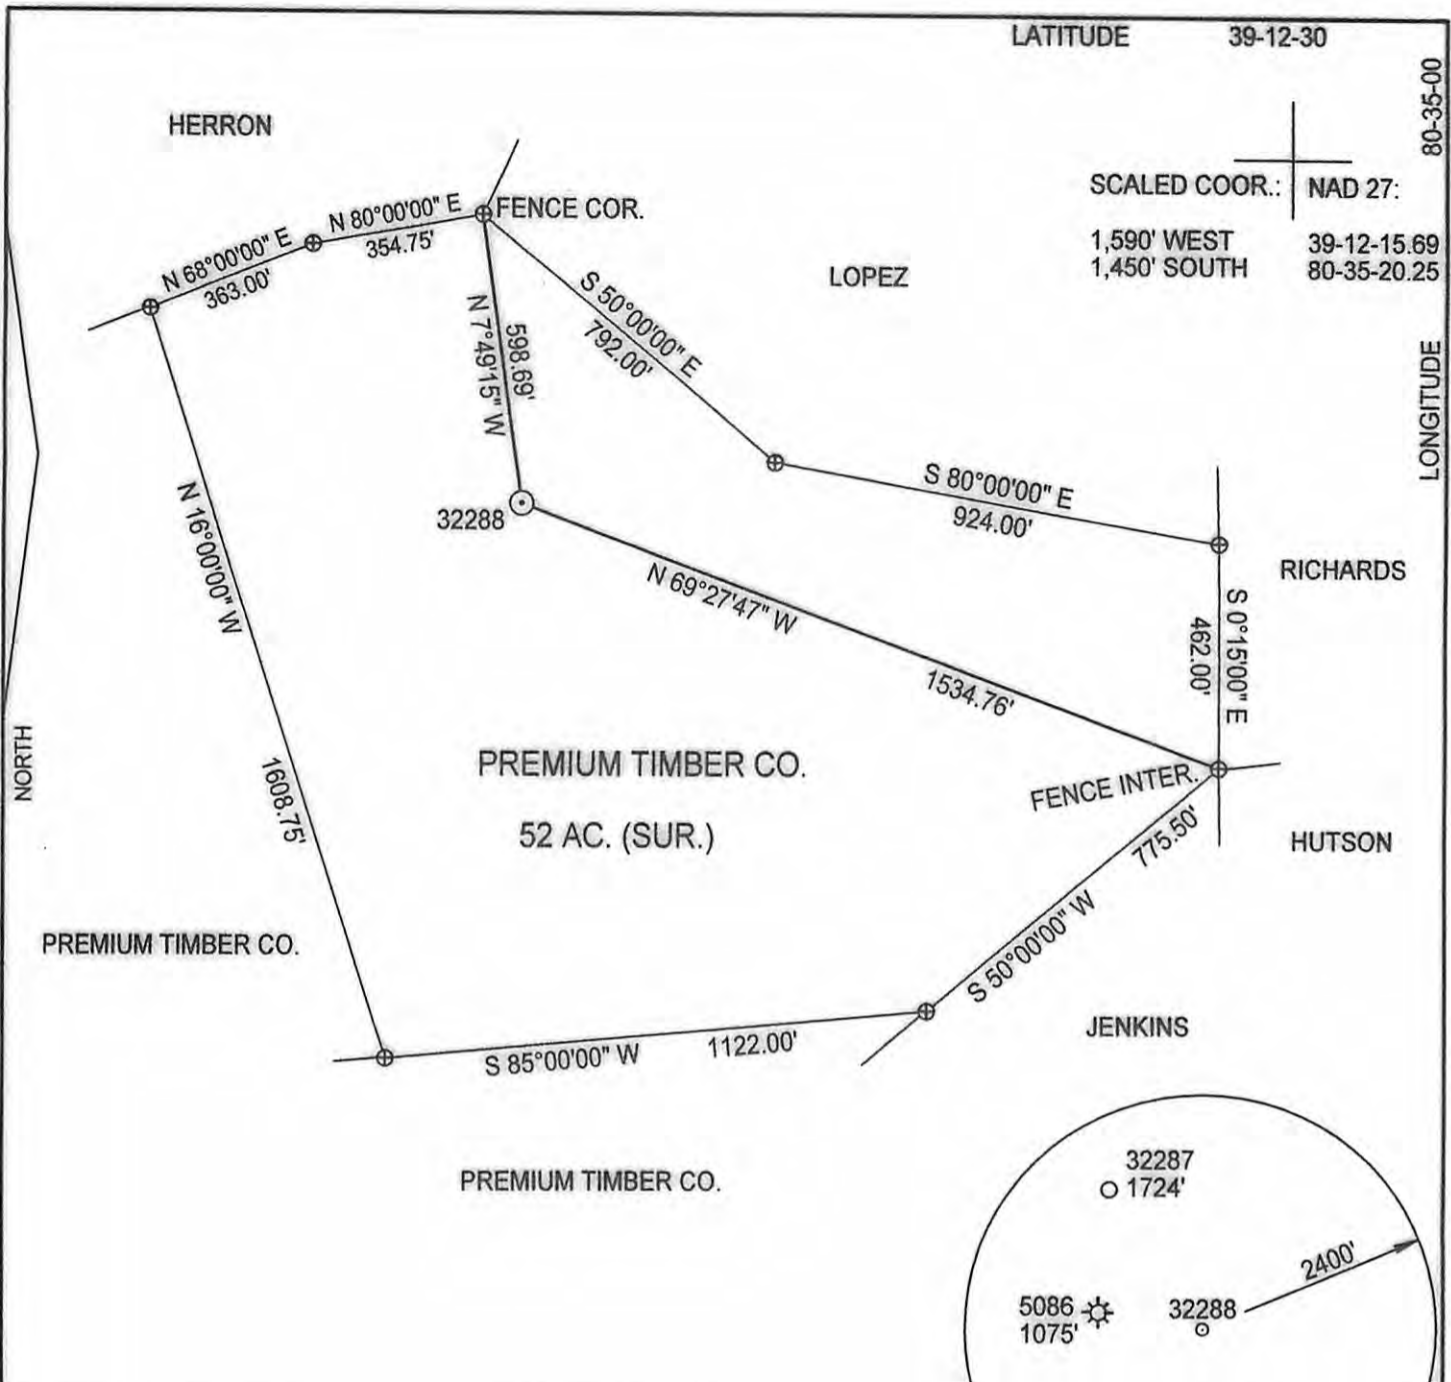 LATITUDE 39-12-30
80-35-00
LONGITUDE
HERRON
SCALED COOR.: NAD 27:
1,590' WEST 39-12-15.69
1,450' SOUTH 80-35-20.25
N 68°00'00" E
363.00'
N 80°00'00" E
354.75'
FENCE COR.
LOPEZ
S 50°00'00" E
792.00'
N 7°49'15" W
598.69'
32288
S 80°00'00" E
924.00'
RICHARDS
N 69°27'47" W
1534.76'
S 0°15'00" E
462.00'
N 16°00'00" W
1608.75'
NORTH
PREMIUM TIMBER CO.
52 AC. (SUR.)
FENCE INTER.
775.50'
S 50°00'00" W
HUTSON
PREMIUM TIMBER CO.
S 85°00'00" W
1122.00'
JENKINS
PREMIUM TIMBER CO.
32287
1724'
2400'
5086
1075'
32288